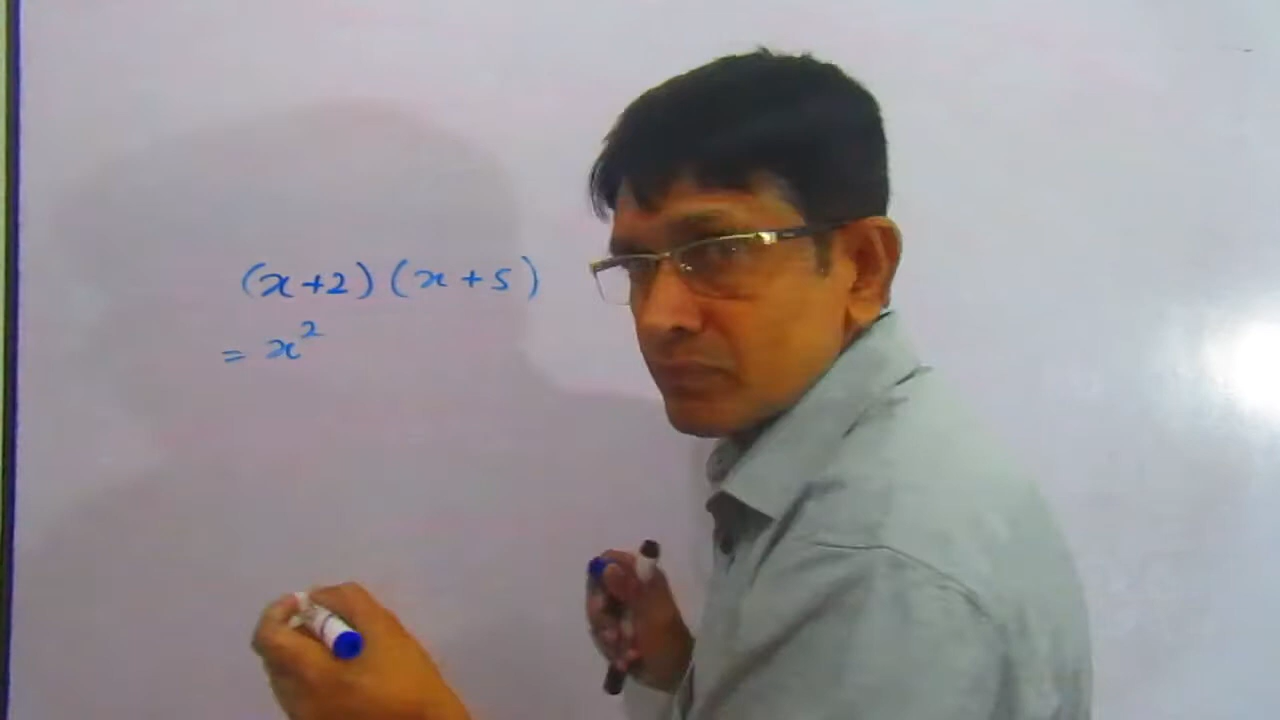 (x+2)(x+5)
= x²